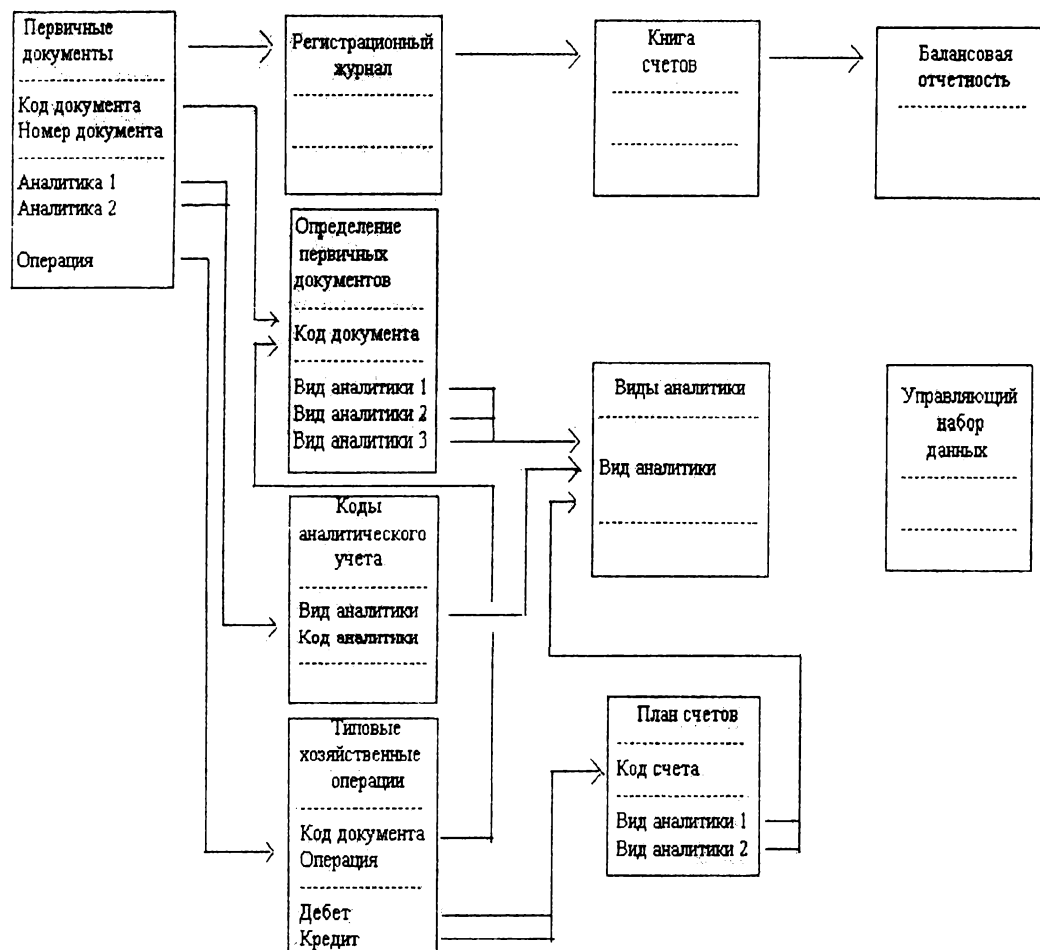 Первичные
документы
Код документа
Номер документа
Аналитика 1
Аналитика 2
Операция
Регистрационный
журнал
Книга
счетов
Балансовая
отчетность
Определение
первичных
документов
Код документа
Вид аналитики 1
Вид аналитики 2
Вид аналитики 3
Виды аналитики
Вид аналитики
Управляющий
набор
данных
Коды
аналитического
учета
Вид аналитики
Код аналитики
Типовые
хозяйственные
операции
Код документа
Операция
Дебет
Кредит
План счетов
Код счета
Вид аналитики 1
Вид аналитики 2